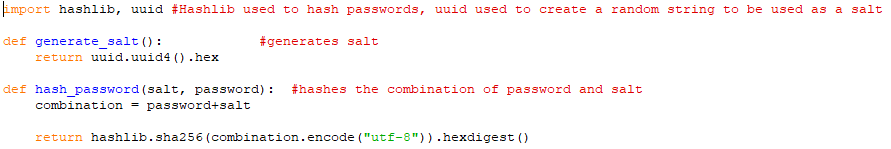 import hashlib, uuid #Hashlib used to hash passwords, uuid used to create a random string to be used as a salt
def generate_salt(): #generates salt
return uuid.uuid4().hex
def hash_password(salt, password): #hashes the combination of password and salt
combination = password+salt
return hashlib.sha256(combination.encode("utf-8")).hexdigest()